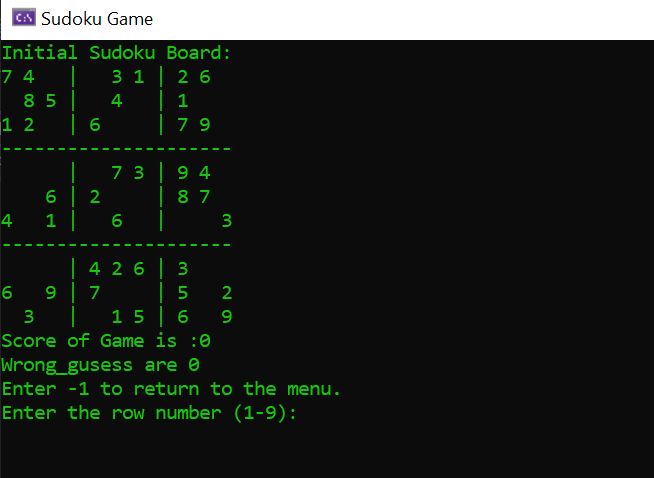 C:\ Sudoku Game
Initial Sudoku Board:
7 4   |   3 1 | 2 6
  8 5 |   4   | 1
1 2   | 6     | 7 9
---------------------
      |   7 3 | 9 4
    6 | 2     | 8 7
4   1 |   6   |     3
---------------------
      | 4 2 6 | 3
6   9 | 7     | 5   2
  3   |   1 5 | 6   9
Score of Game is :0
Wrong_gusess are 0
Enter -1 to return to the menu.
Enter the row number (1-9):